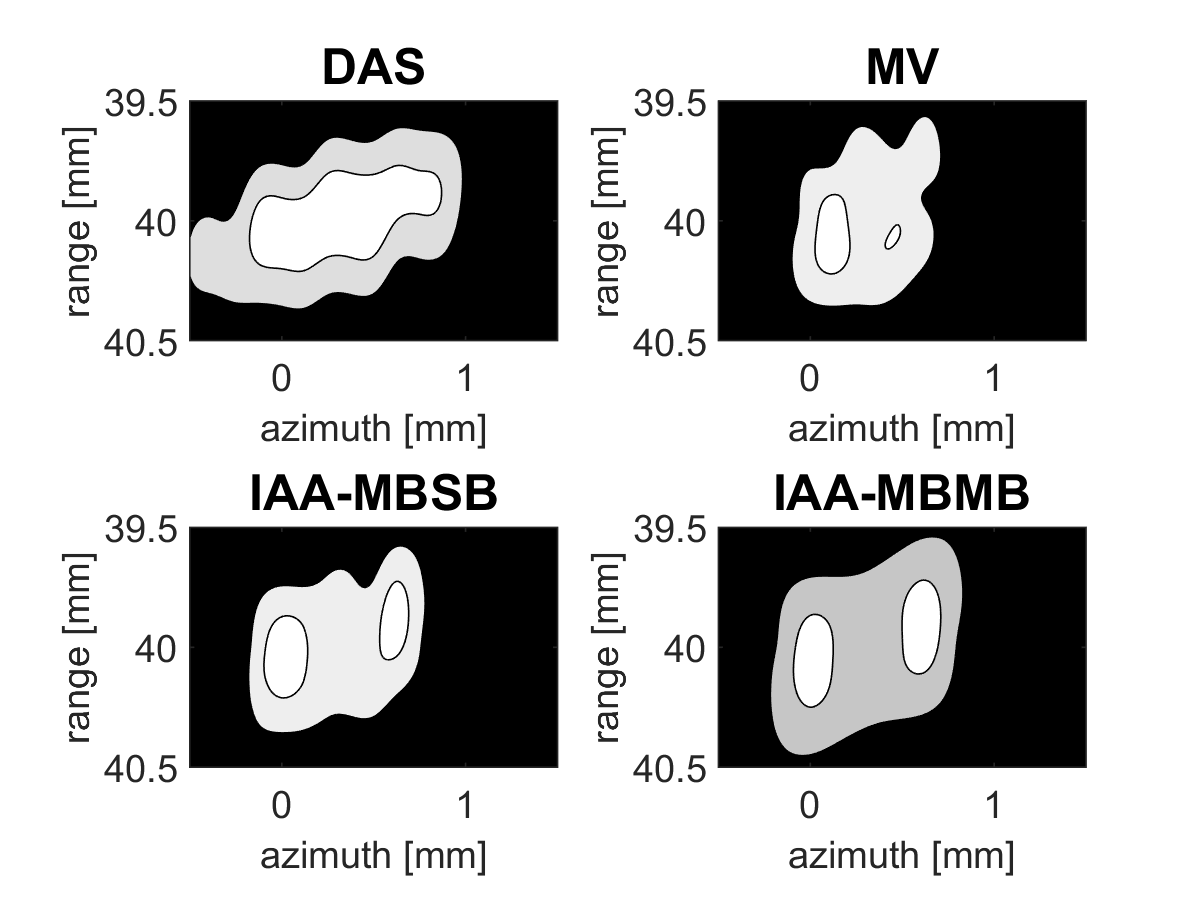 DAS
39.5
40
40.5
range [mm]
0 1
azimuth [mm]
MV
39.5
40
40.5
range [mm]
0 1
azimuth [mm]
IAA-MBSB
39.5
40
40.5
range [mm]
0 1
azimuth [mm]
IAA-MBMB
39.5
40
40.5
range [mm]
0 1
azimuth [mm]